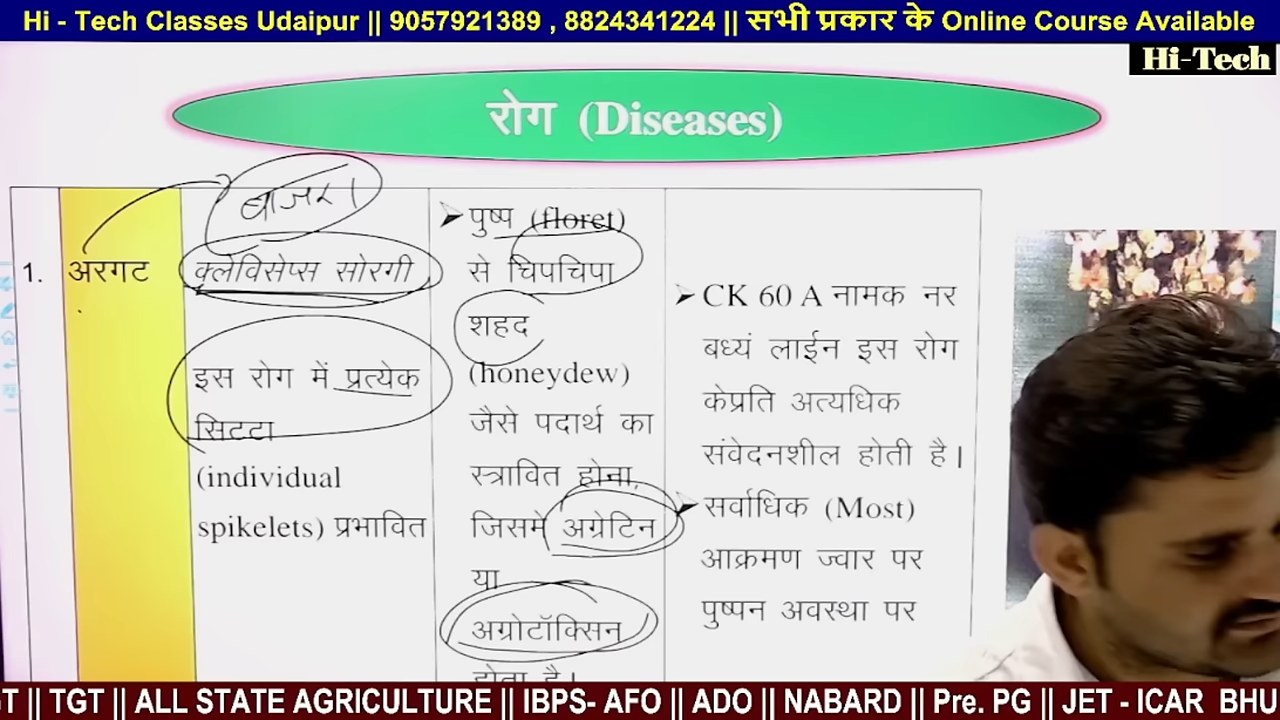 Hi - Tech Classes Udaipur || 9057921389 , 8824341224 || सभी प्रकार के Online Course Available
Hi-Tech
रोग (Diseases)
1.
अरगट
बाजरा
क्लेविसेप्स सोरगी
इस रोग में प्रत्येक
सिटटा
(individual
spikelets) प्रभावित
➤ पुष्प (floret)
से चिपचिपा
शहद
(honeydew)
जैसे पदार्थ का
स्त्रावित होना,
जिसमे अग्रेटिन
या
अग्रोटॉक्सिन
होता है।
➤ CK 60 A नामक नर
बध्यं लाईन इस रोग
केप्रति अत्यधिक
संवेदनशील होती है।
➤ सर्वाधिक (Most)
आक्रमण ज्वार पर
पुष्पन अवस्था पर
GT || TGT || ALL STATE AGRICULTURE || IBPS- AFO || ADO || NABARD || Pre. PG || JET - ICAR BHU